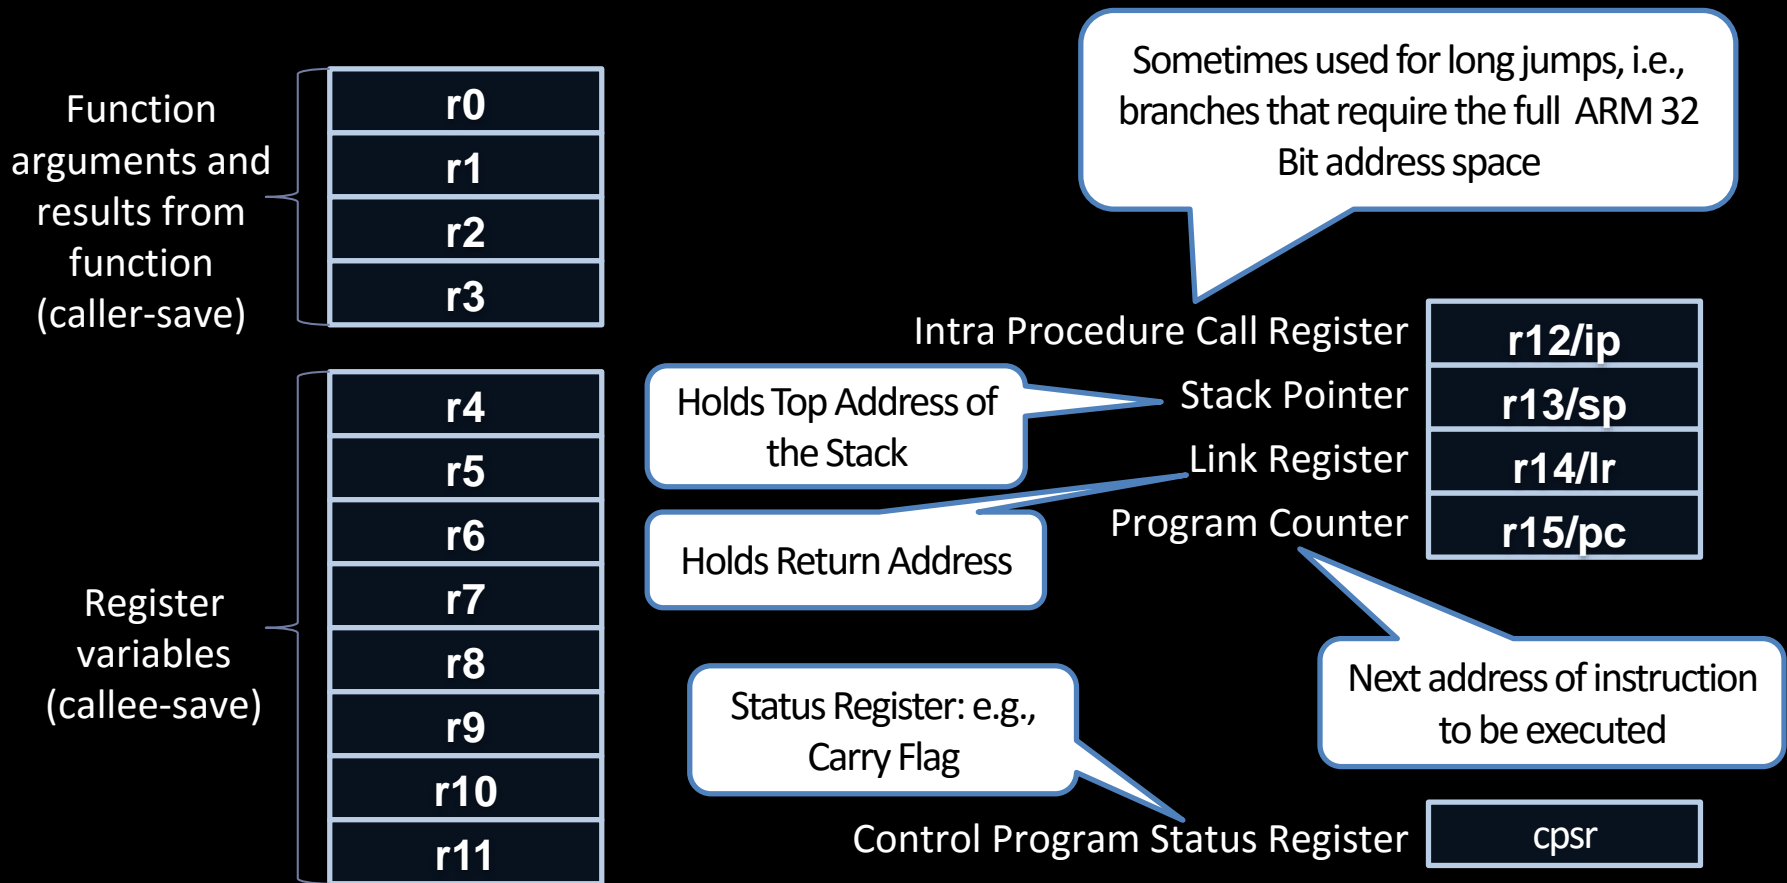 Function
arguments and
results from
function
(caller-save)
r0
r1
r2
r3
Register
variables
(callee-save)
r4
r5
r6
r7
r8
r9
r10
r11
Sometimes used for long jumps, i.e.,
branches that require the full ARM 32
Bit address space
Intra Procedure Call Register
r12/ip
Holds Top Address of
the Stack
Stack Pointer
r13/sp
Link Register
r14/lr
Holds Return Address
Program Counter
r15/pc
Next address of instruction
to be executed
Status Register: e.g.,
Carry Flag
Control Program Status Register
cpsr